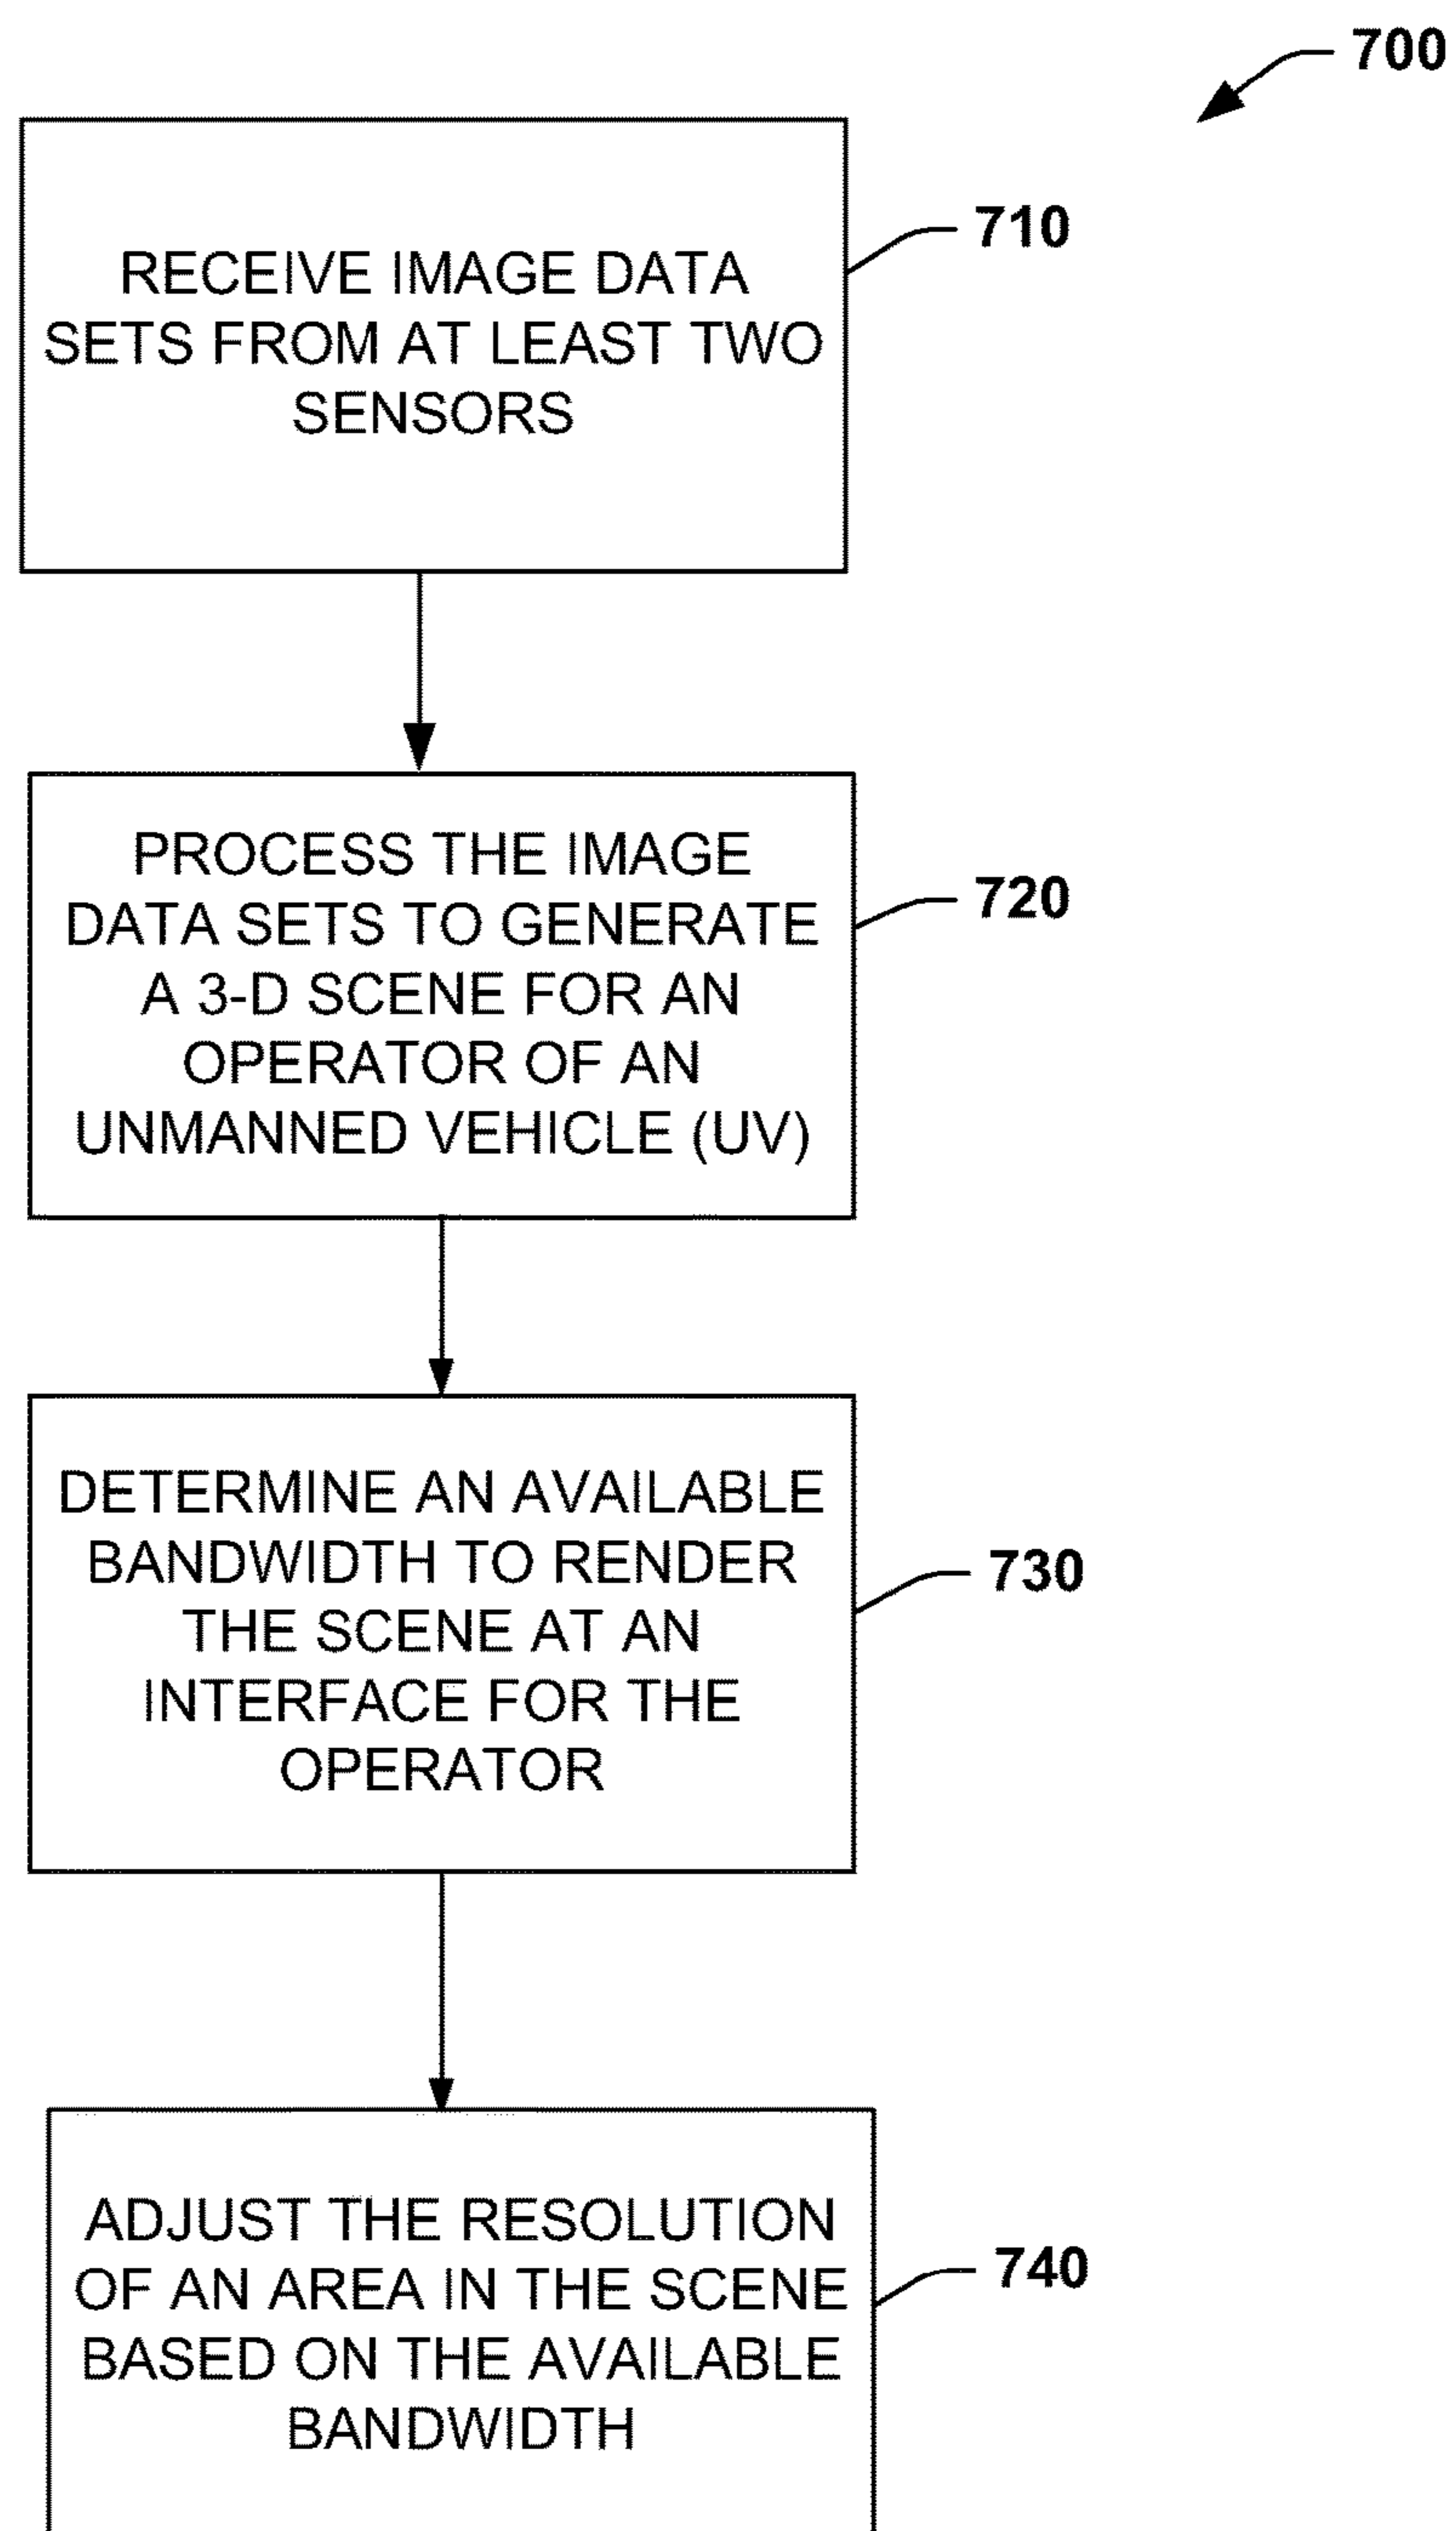 700
RECEIVE IMAGE DATA
SETS FROM AT LEAST TWO
SENSORS
710
PROCESS THE IMAGE
DATA SETS TO GENERATE
A 3-D SCENE FOR AN
OPERATOR OF AN
UNMANNED VEHICLE (UV)
720
DETERMINE AN AVAILABLE
BANDWIDTH TO RENDER
THE SCENE AT AN
INTERFACE FOR THE
OPERATOR
730
ADJUST THE RESOLUTION
OF AN AREA IN THE SCENE
BASED ON THE AVAILABLE
BANDWIDTH
740